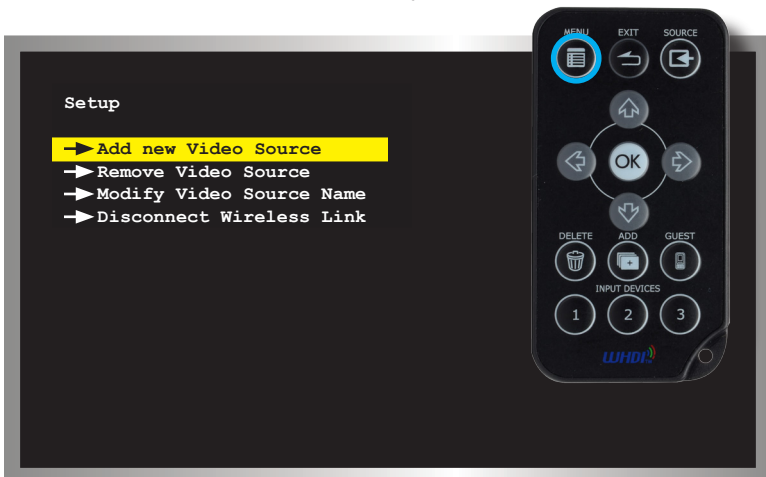 Setup
Add new Video Source
Remove Video Source
Modify Video Source Name
Disconnect Wireless Link
MENU EXIT SOURCE
OK
DELETE ADD GUEST
INPUT DEVICES
1 2 3
WHDI